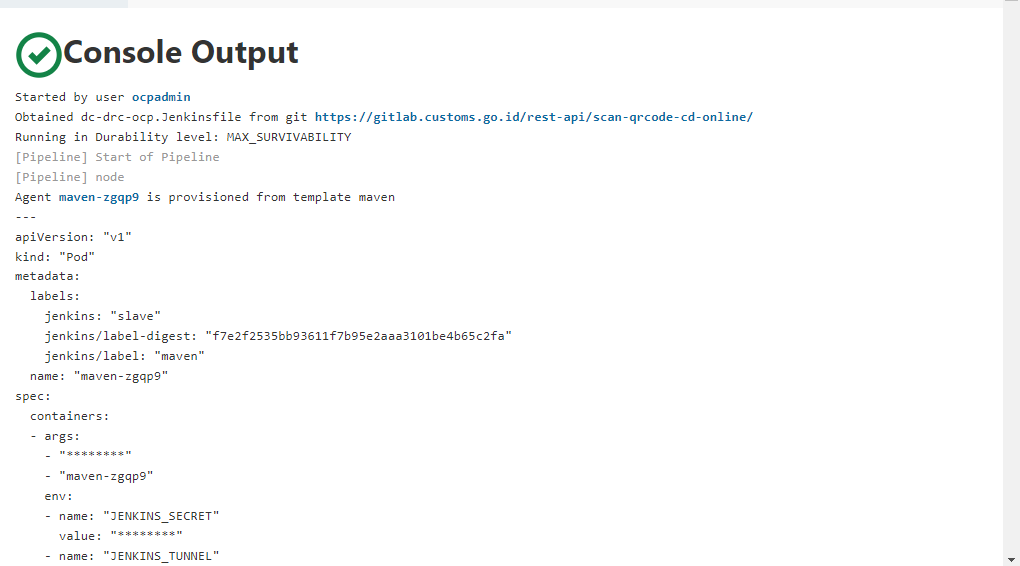 Console Output
Started by user ocpadmin
Obtained dc-drc-ocp.Jenkinsfile from git https://gitlab.customs.go.id/rest-api/scan-qrcode-cd-online/
Running in Durability level: MAX_SURVIVABILITY
[Pipeline] Start of Pipeline
[Pipeline] node
Agent maven-zgqp9 is provisioned from template maven
---
apiVersion: "v1"
kind: "Pod"
metadata:
  labels:
    jenkins: "slave"
    jenkins/label-digest: "f7e2f2535bb93611f7b95e2aaa3101be4b65c2fa"
    jenkins/label: "maven"
  name: "maven-zgqp9"
spec:
  containers:
  - args:
    - "********"
    - "maven-zgqp9"
    env:
    - name: "JENKINS_SECRET"
      value: "********"
    - name: "JENKINS_TUNNEL"